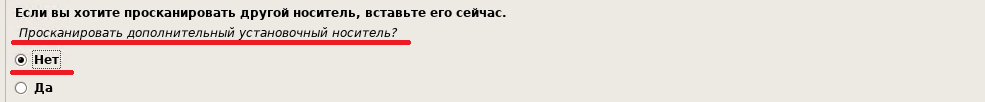 Если вы хотите просканировать другой носитель, вставьте его сейчас.
Просканировать дополнительный установочный носитель?
Нет
Да